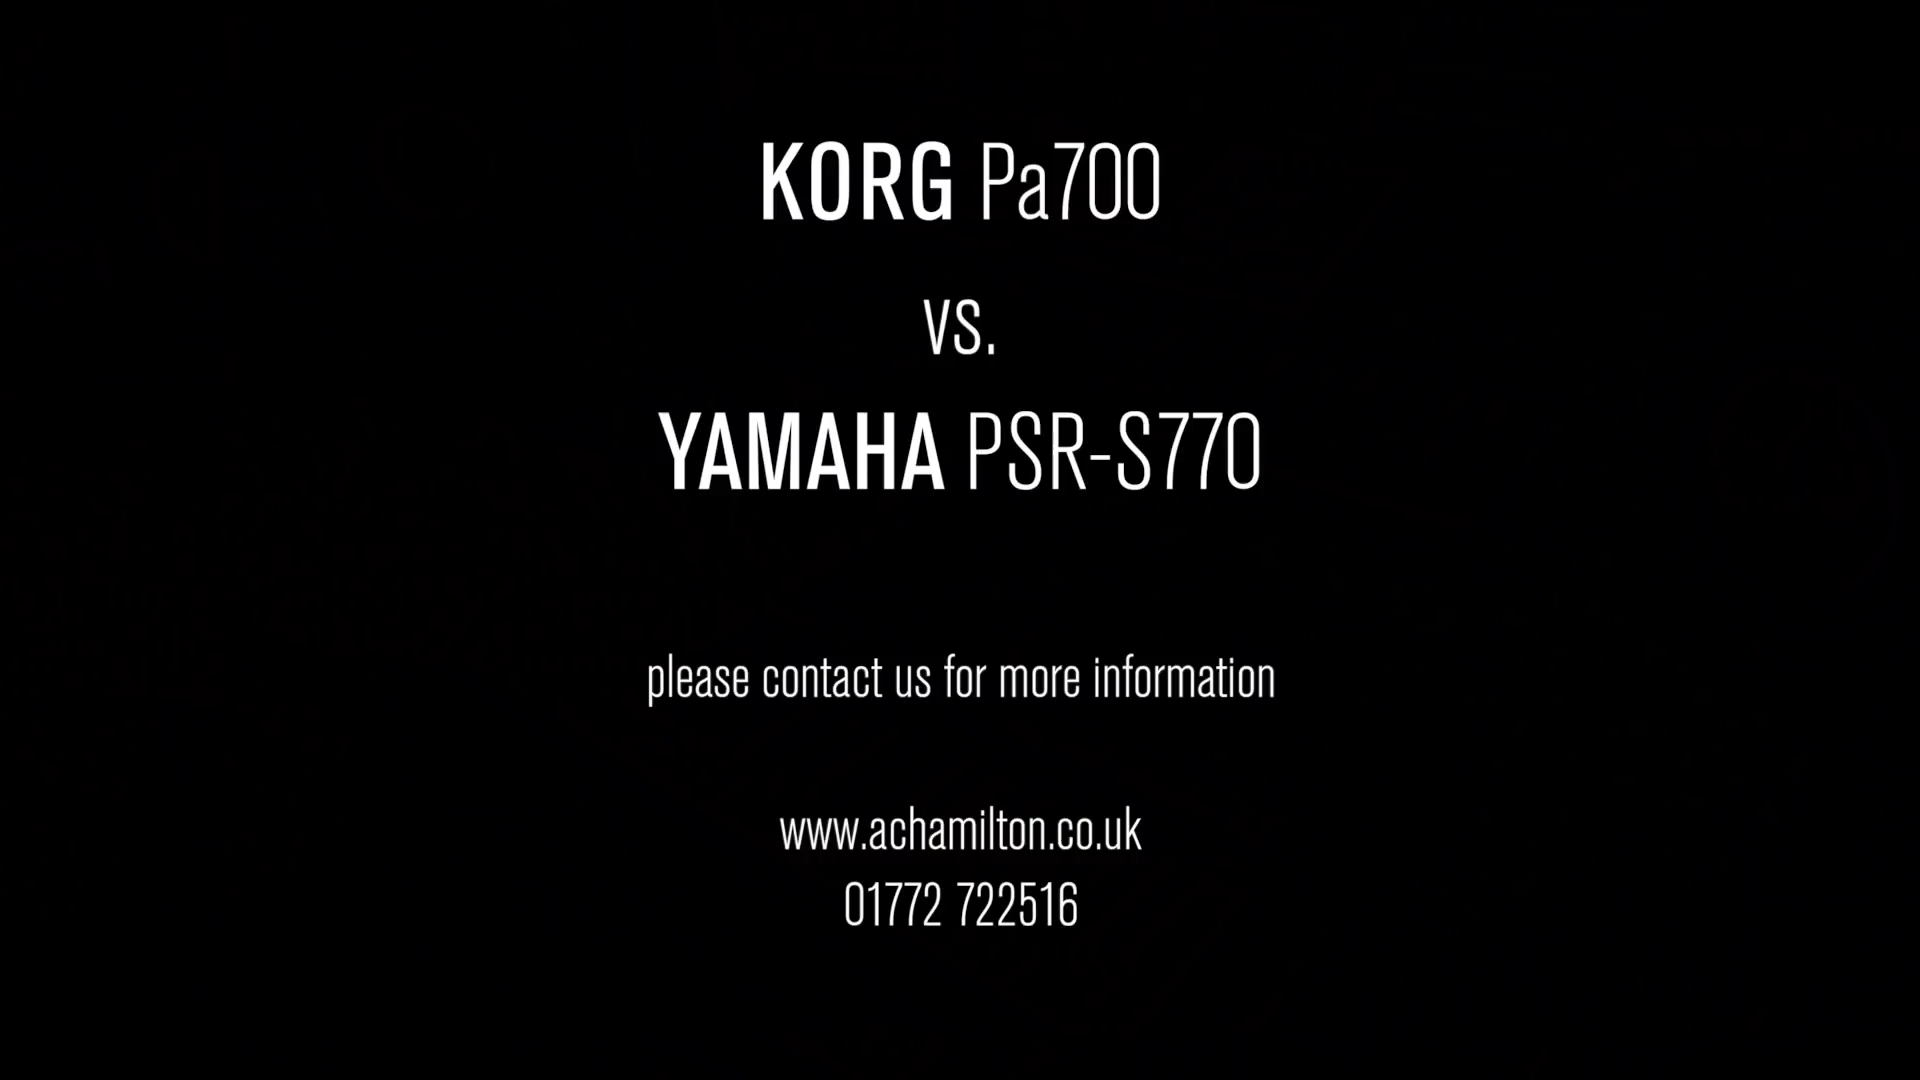 KORG Pa700
vs.
YAMAHA PSR-S770
please contact us for more information
www.achamilton.co.uk
01772 722516